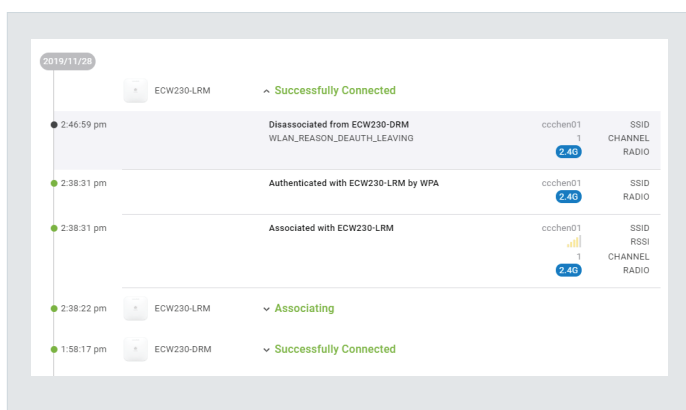 2019/11/28
ECW230-LRM Successfully Connected
2:46:59 pm Disassociated from ECW230-DRM ccchen01 SSID
WLAN_REASON_DEAUTH_LEAVING 1 CHANNEL
2.4G RADIO
2:38:31 pm Authenticated with ECW230-LRM by WPA ccchen01 SSID
2.4G RADIO
2:38:31 pm Associated with ECW230-LRM ccchen01 SSID
RSSI
1 CHANNEL
2.4G RADIO
2:38:22 pm ECW230-LRM Associating
1:58:17 pm ECW230-DRM Successfully Connected